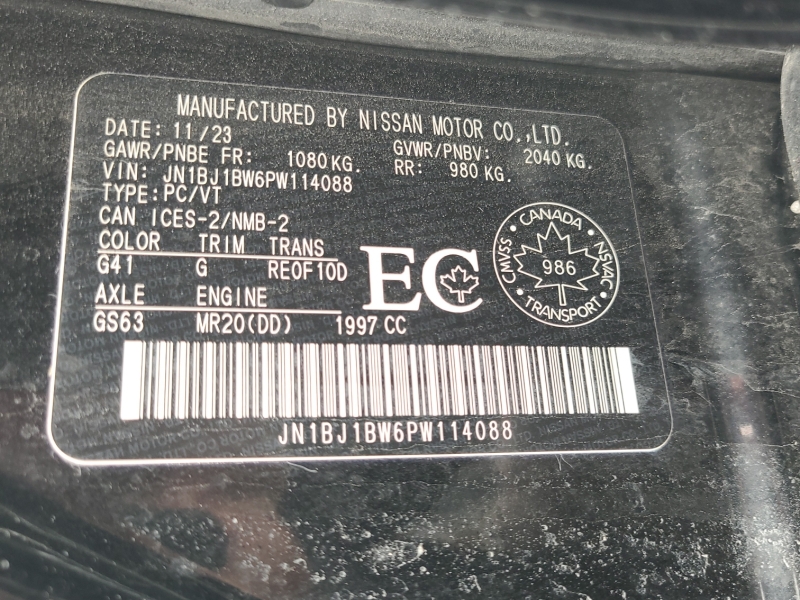 MANUFACTURED BY NISSAN MOTOR CO.,LTD.
DATE: 11/23
GAWR/PNBE FR: 1080 KG. GVWR/PNBV: 2040 KG.
VIN: JN1BJ1BW6PW114088 RR: 980 KG.
TYPE: PC/VT
CAN ICES-2/NMB-2
COLOR TRIM TRANS
G41 G RE0F10D
AXLE ENGINE
GS63 MR20(DD) 1997 CC
EC
CANADA
CMVSS 986 NSVAC
TRANSPORT
JN1BJ1BW6PW114088